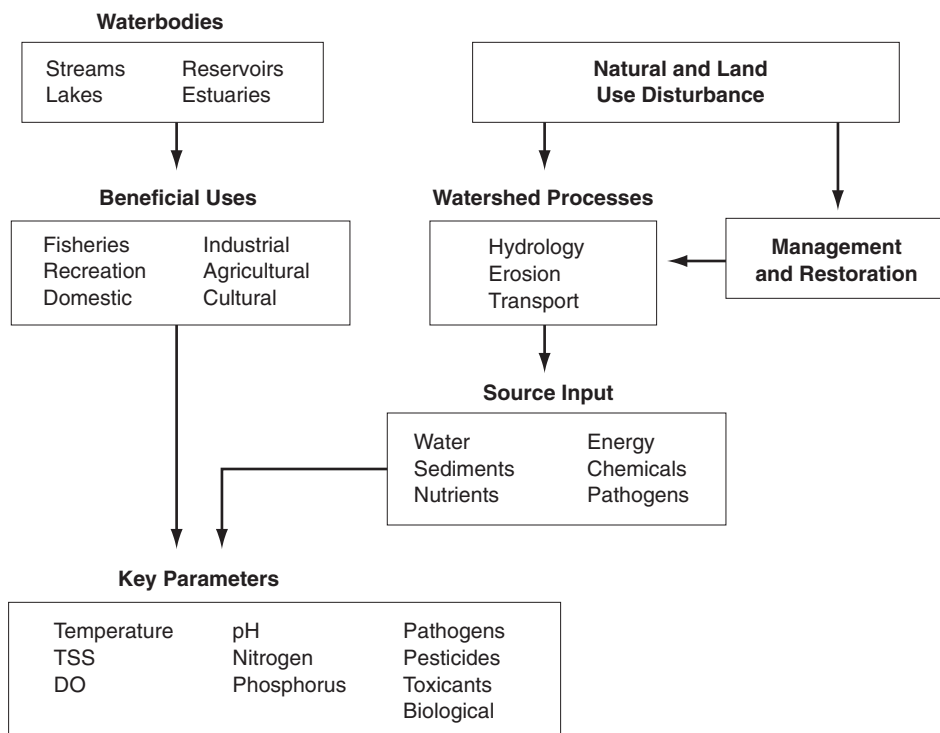 Waterbodies
Streams Reservoirs
Lakes Estuaries
Natural and Land
Use Disturbance
Beneficial Uses
Fisheries Industrial
Recreation Agricultural
Domestic Cultural
Watershed Processes
Hydrology
Erosion
Transport
Management
and Restoration
Source Input
Water Energy
Sediments Chemicals
Nutrients Pathogens
Key Parameters
Temperature pH Pathogens
TSS Nitrogen Pesticides
DO Phosphorus Toxicants
Biological